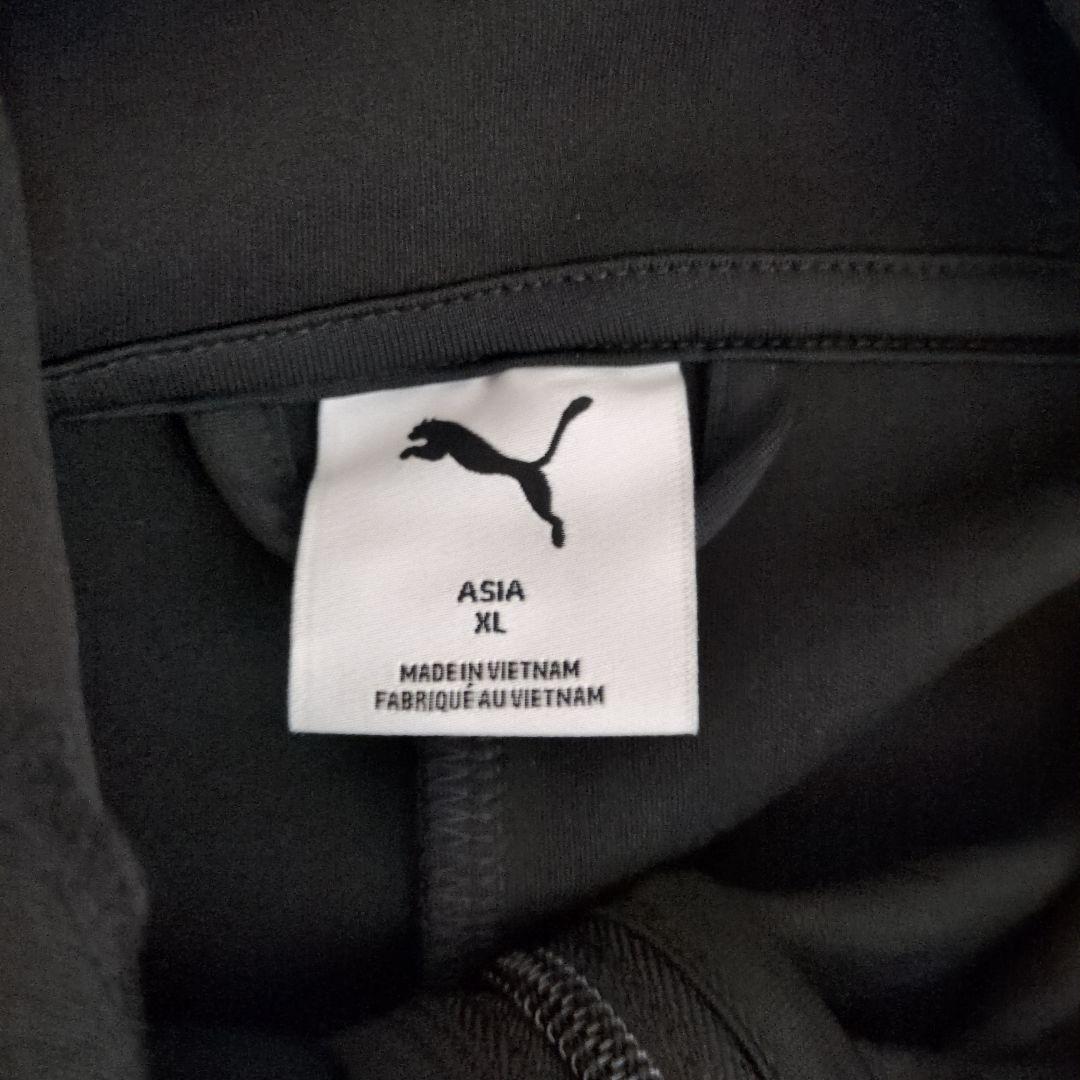 ASIA
XL
MADE IN VIETNAM
FABRIQUÉ AU VIETNAM